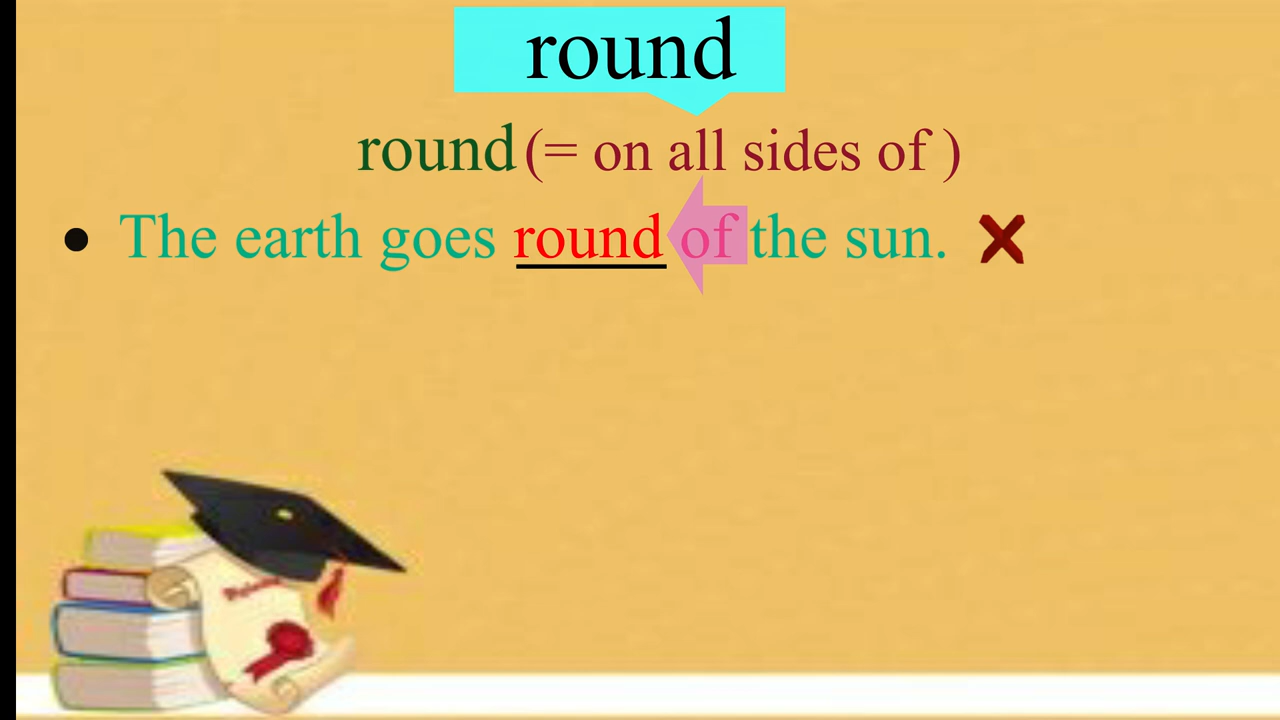 round
round (= on all sides of )
• The earth goes round of the sun. ✗